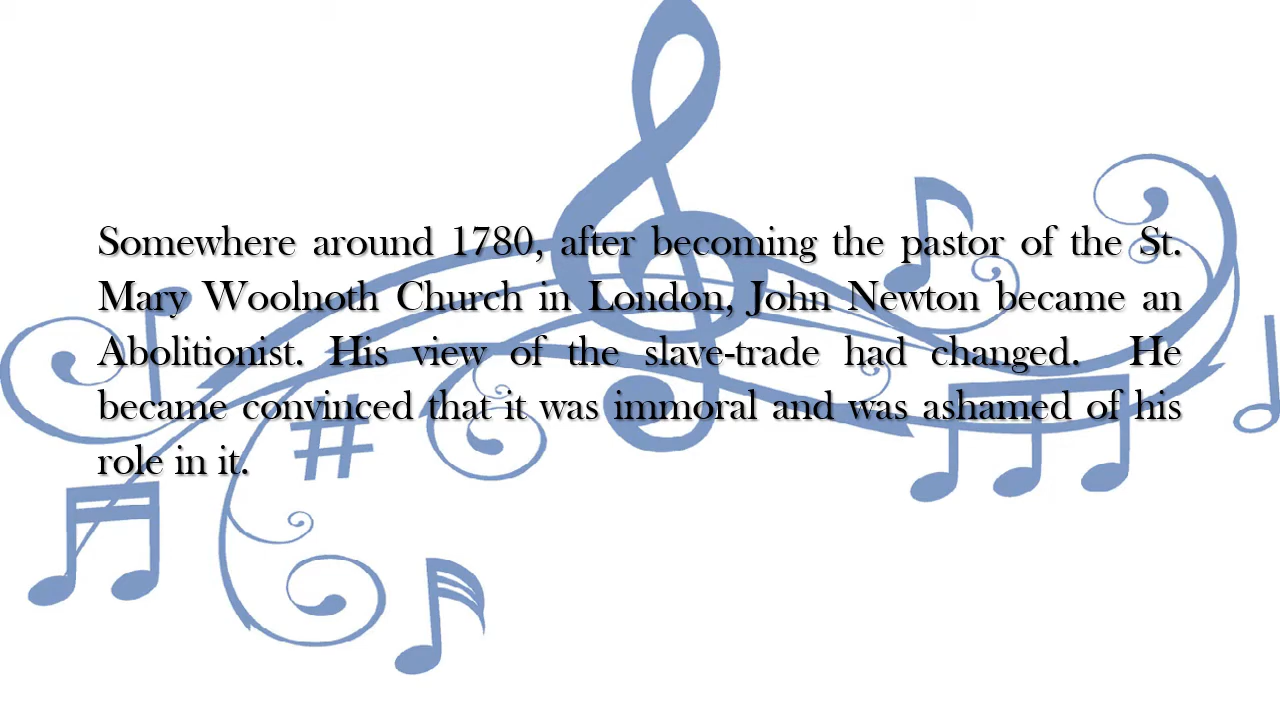 Somewhere around 1780, after becoming the pastor of the St.
Mary Woolnoth Church in London, John Newton became an
Abolitionist. His view of the slave-trade had changed.  He
became convinced that it was immoral and was ashamed of his
role in it.